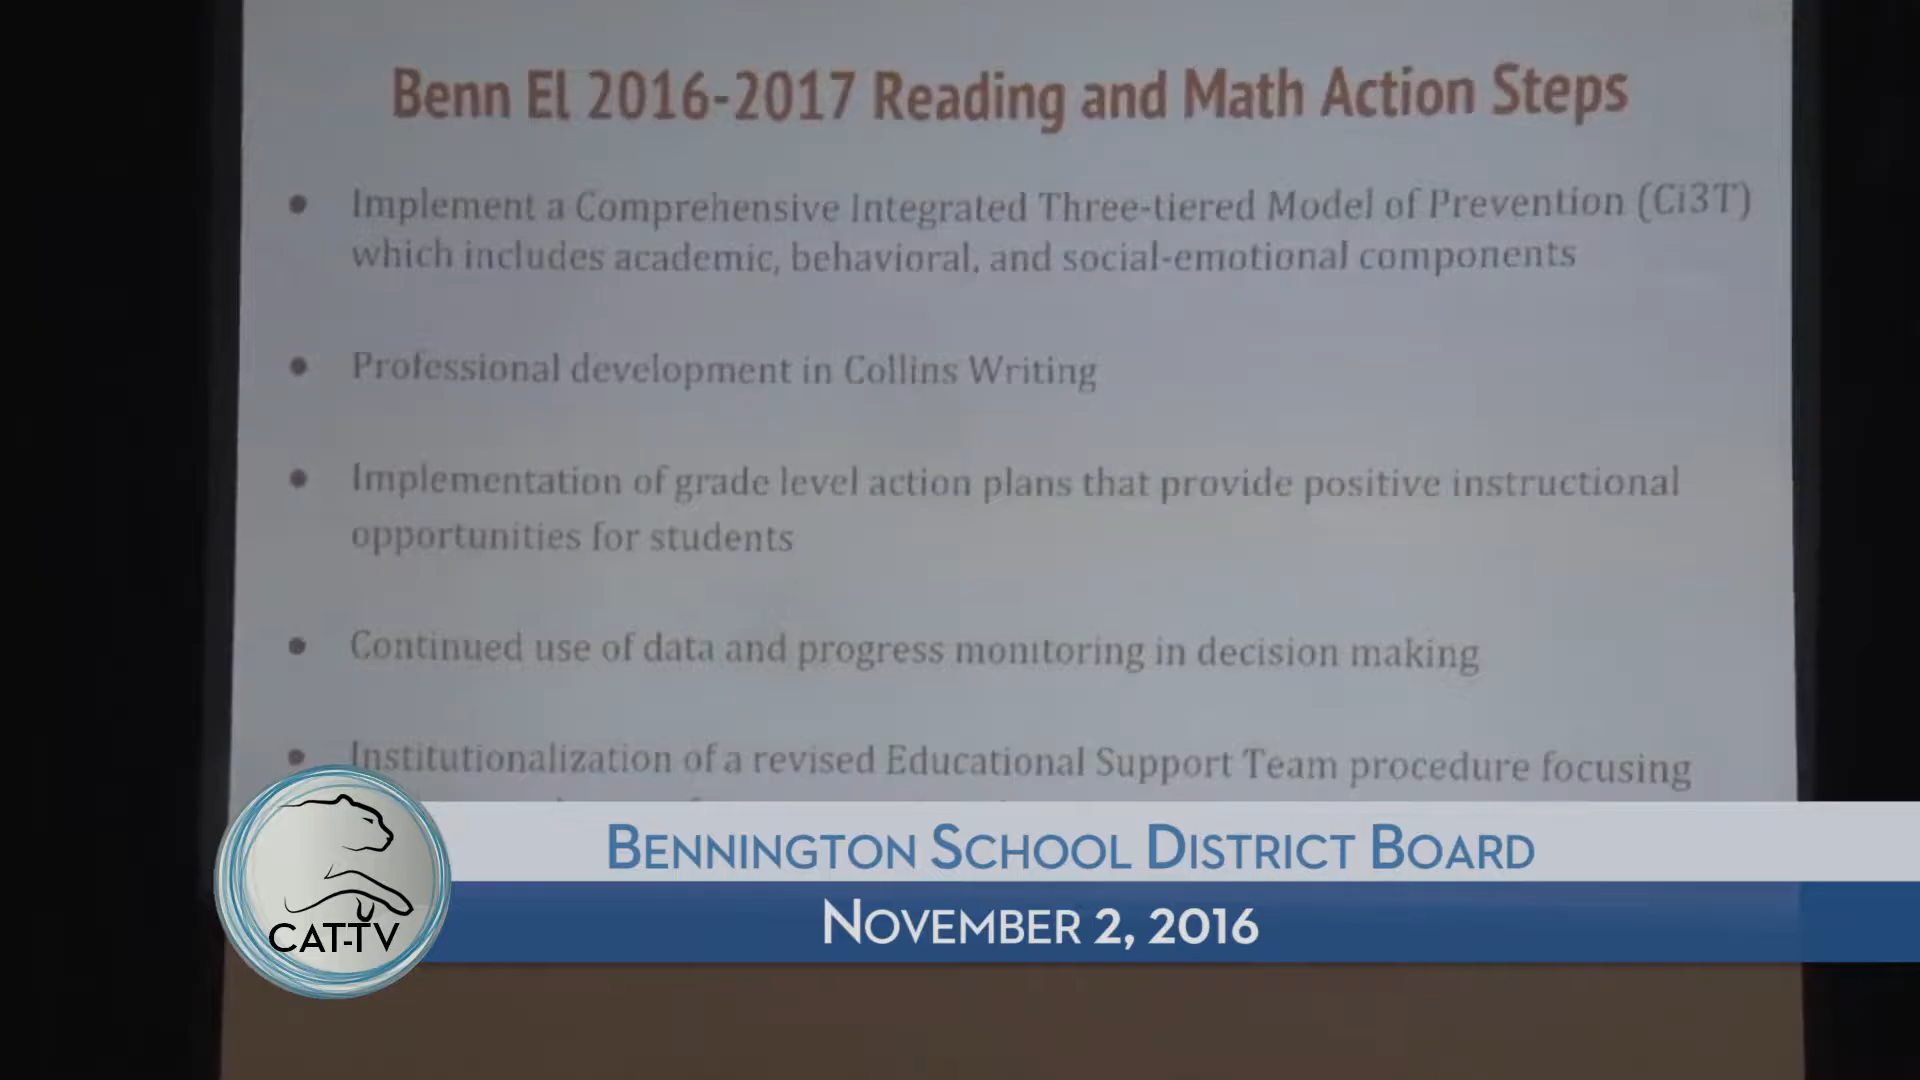 Benn El 2016-2017 Reading and Math Action Steps
● Implement a Comprehensive Integrated Three-tiered Model of Prevention (Ci3T)
which includes academic, behavioral, and social-emotional components
● Professional development in Collins Writing
● Implementation of grade level action plans that provide positive instructional
opportunities for students
● Continued use of data and progress monitoring in decision making
● Institutionalization of a revised Educational Support Team procedure focusing
BENNINGTON SCHOOL DISTRICT BOARD
NOVEMBER 2, 2016
CAT-TV